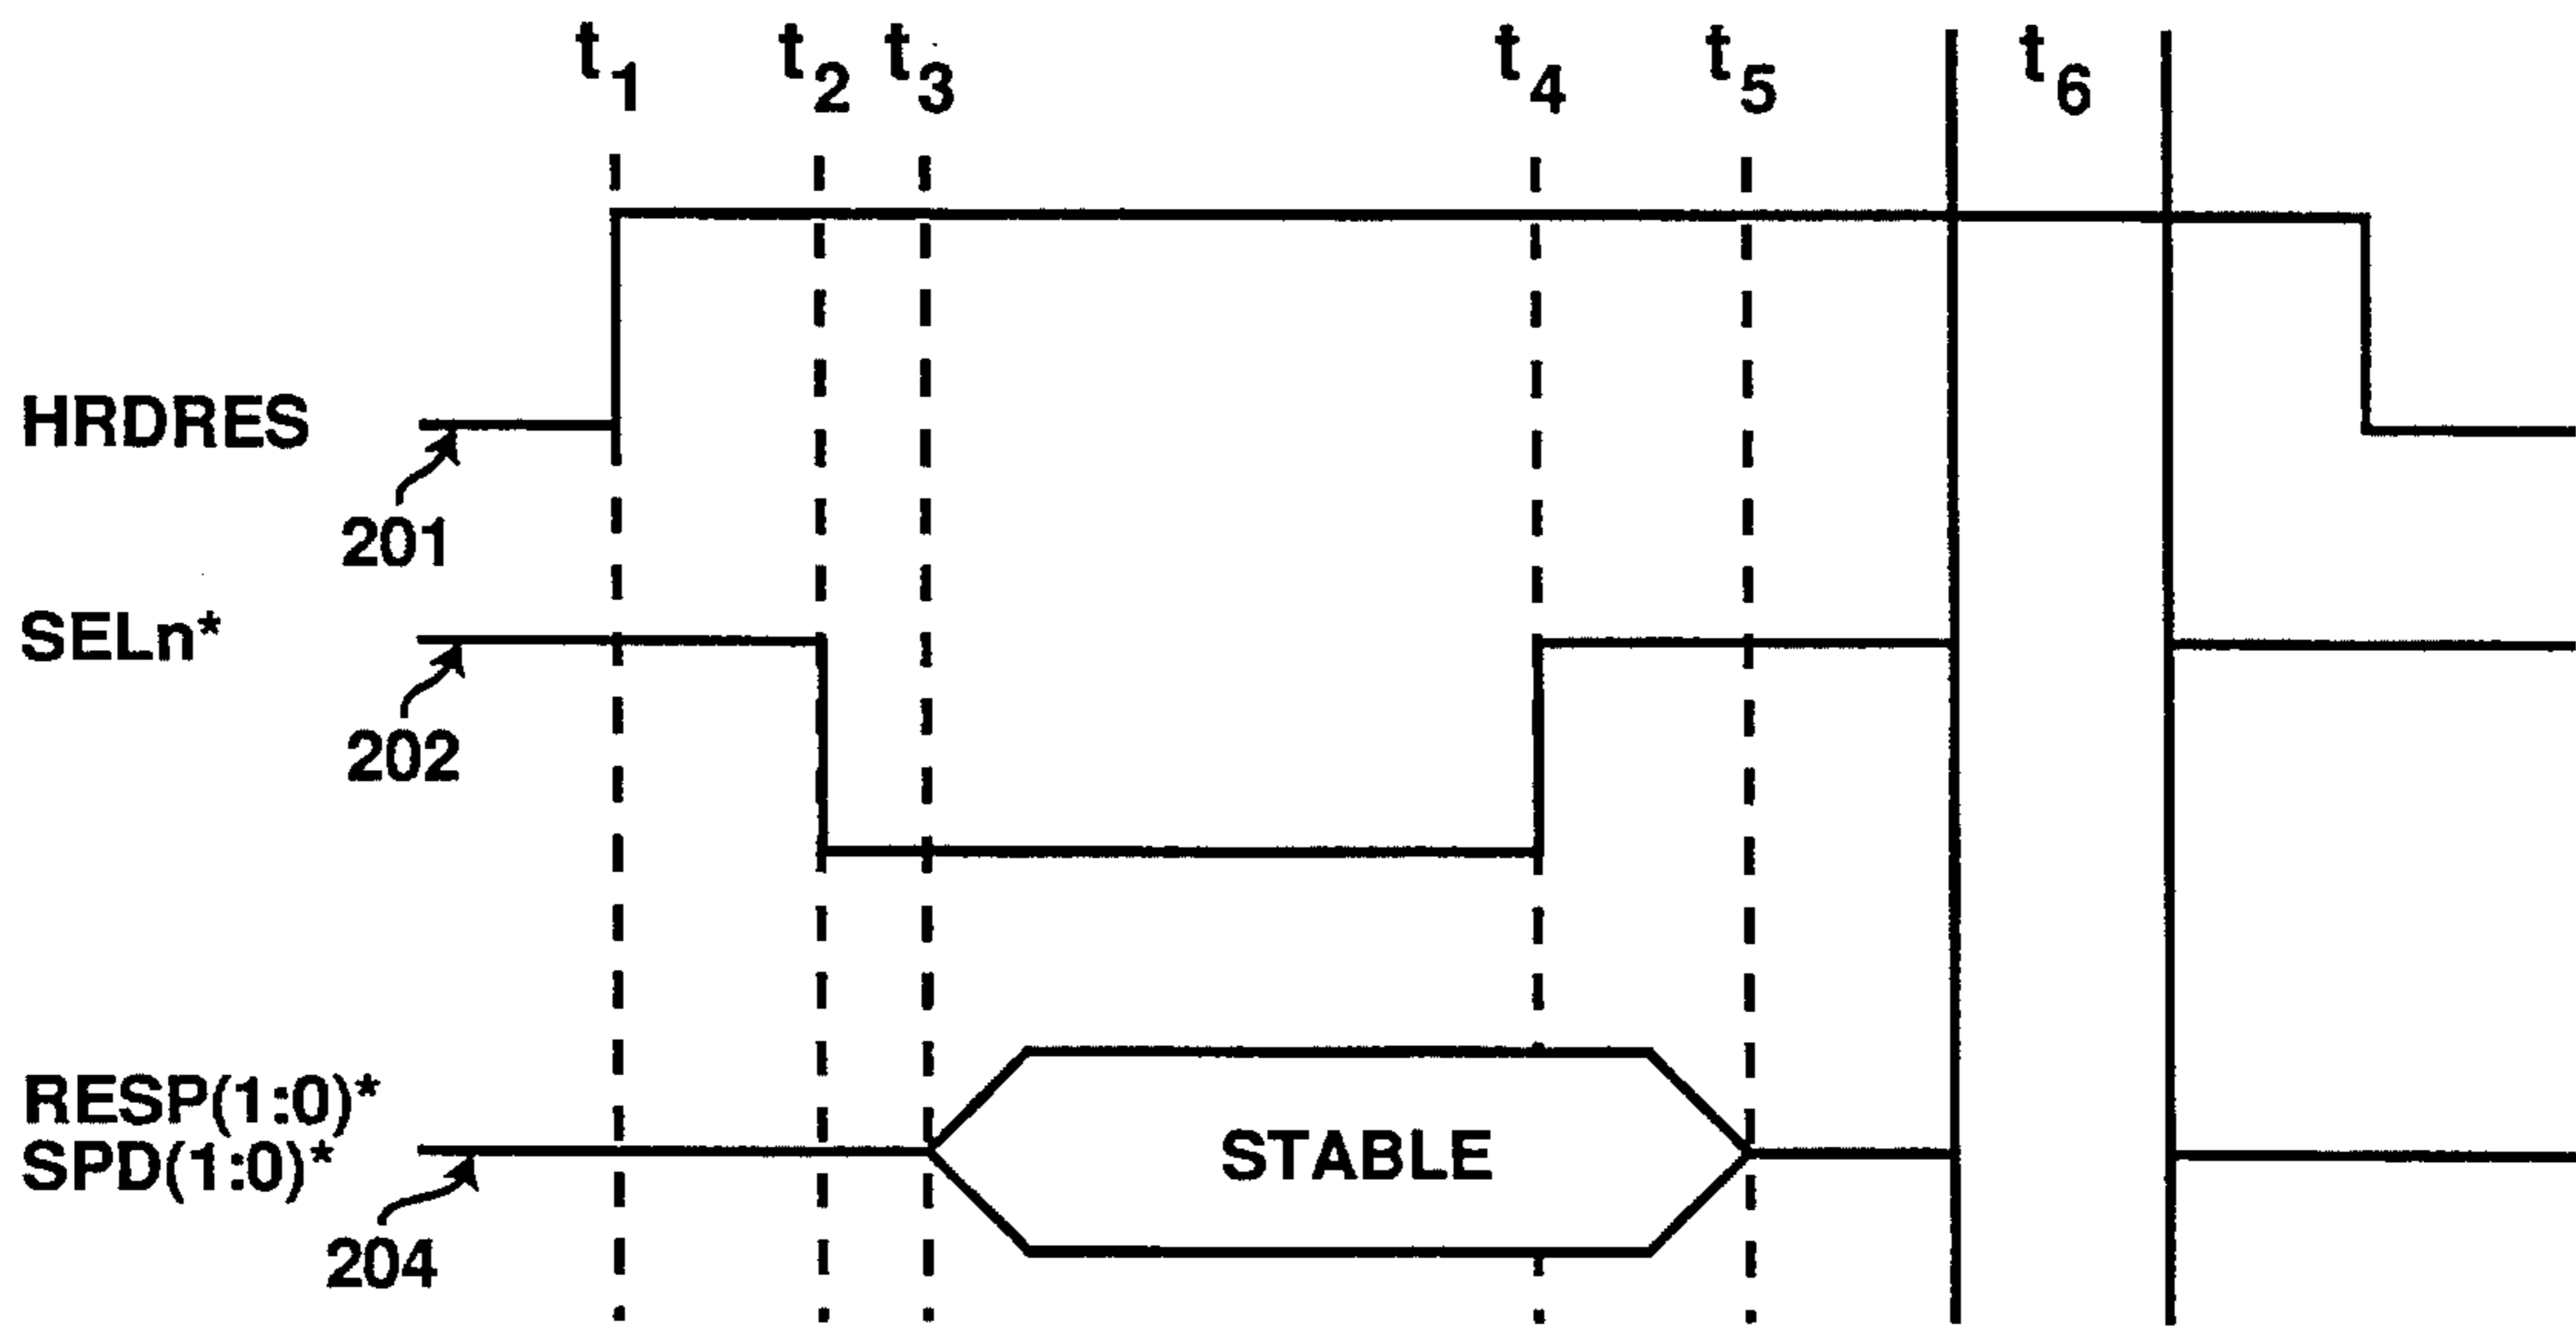 t1 t2 t3 t4 t5 t6
HRDRES
201
SELn*
202
RESP(1:0)*
SPD(1:0)*
STABLE
204